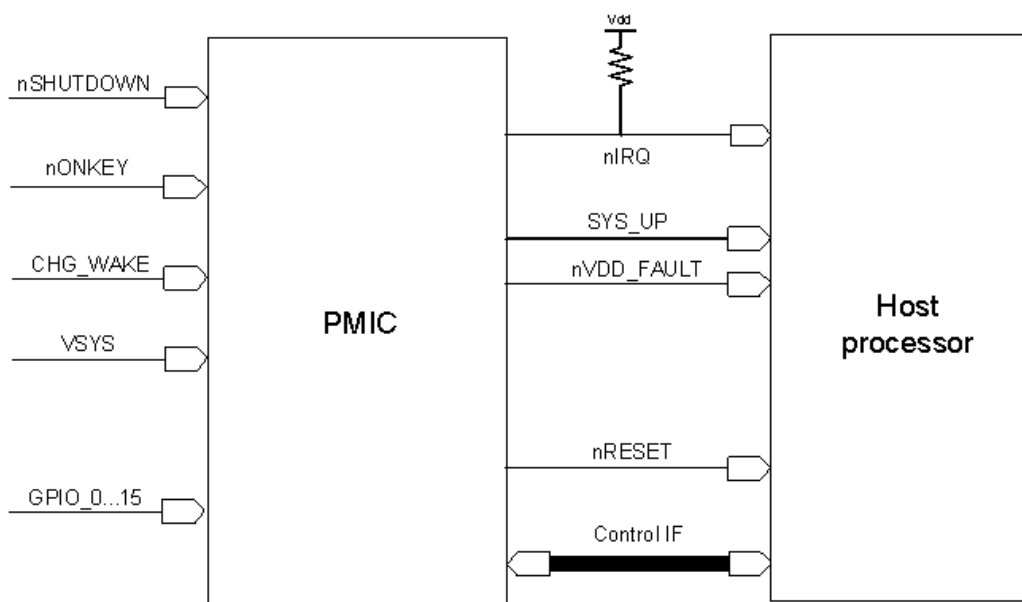 Vdd
nSHUTDOWN
nIRQ
nONKEY
SYS_UP
CHG_WAKE
nVDD_FAULT
PMIC
Host
processor
VSYS
nRESET
GPIO_0...15
Control IF